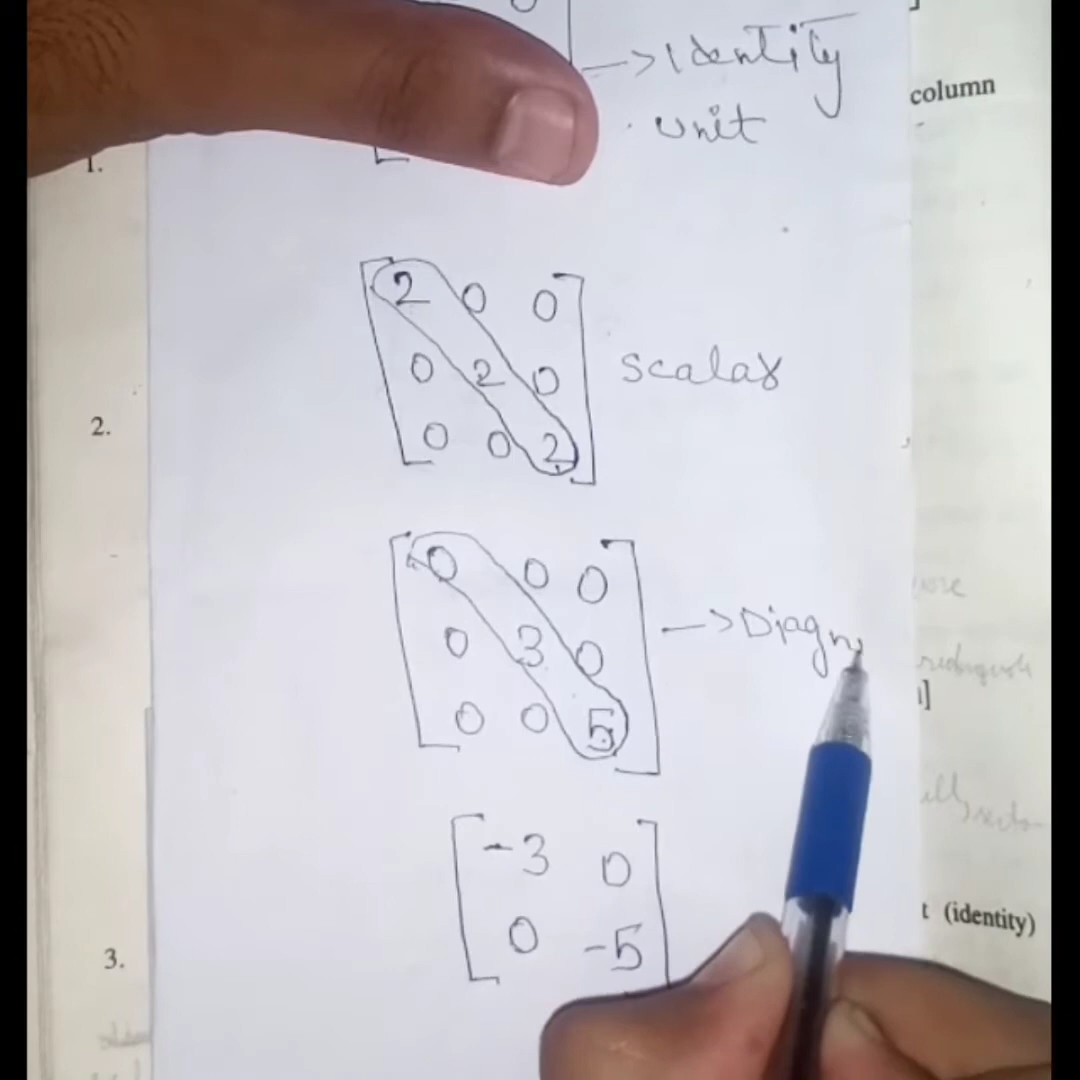 → Identity
unit
column
1.
2 0 0
0 2 0 scalar
0 0 2
2.
0 0 0
0 3 0 → Diagn
0 0 5
]
-3 0
0 -5
t (identity)
3.